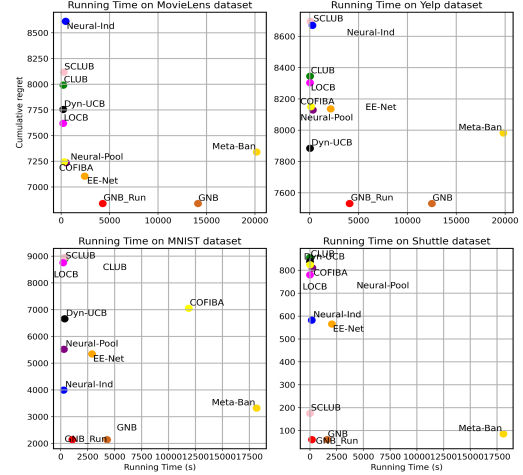 Running Time on MovieLens dataset
Cumulative regret
8500
8250
8000
7750
7500
7250
7000
0
5000
10000
15000
20000
Neural-Ind
SCLUB
CLUB
Dyn-UCB
LOCB
Neural-Pool
COFIBA
EE-Net
Meta-Ban
GNB_Run
GNB
Running Time on Yelp dataset
8600
8400
8200
8000
7800
7600
0
5000
10000
15000
20000
SCLUB
Neural-Ind
CLUB
LOCB
COFIBA
EE-Net
Neural-Pool
Meta-Ban
Dyn-UCB
GNB_Run
GNB
Running Time on MNIST dataset
9000
8000
7000
6000
5000
4000
3000
2000
0
2500
5000
7500
10000
12500
15000
17500
Running Time (s)
SCLUB
CLUB
LOCB
COFIBA
Dyn-UCB
Neural-Pool
EE-Net
Neural-Ind
Meta-Ban
GNB
GNB_Run
Running Time on Shuttle dataset
800
700
600
500
400
300
200
100
0
2500
5000
7500
10000
12500
15000
17500
Running Time (s)
CLUB
Dyn-UCB
COFIBA
LOCB
Neural-Pool
Neural-Ind
EE-Net
SCLUB
Meta-Ban
GNB
GNB_Run